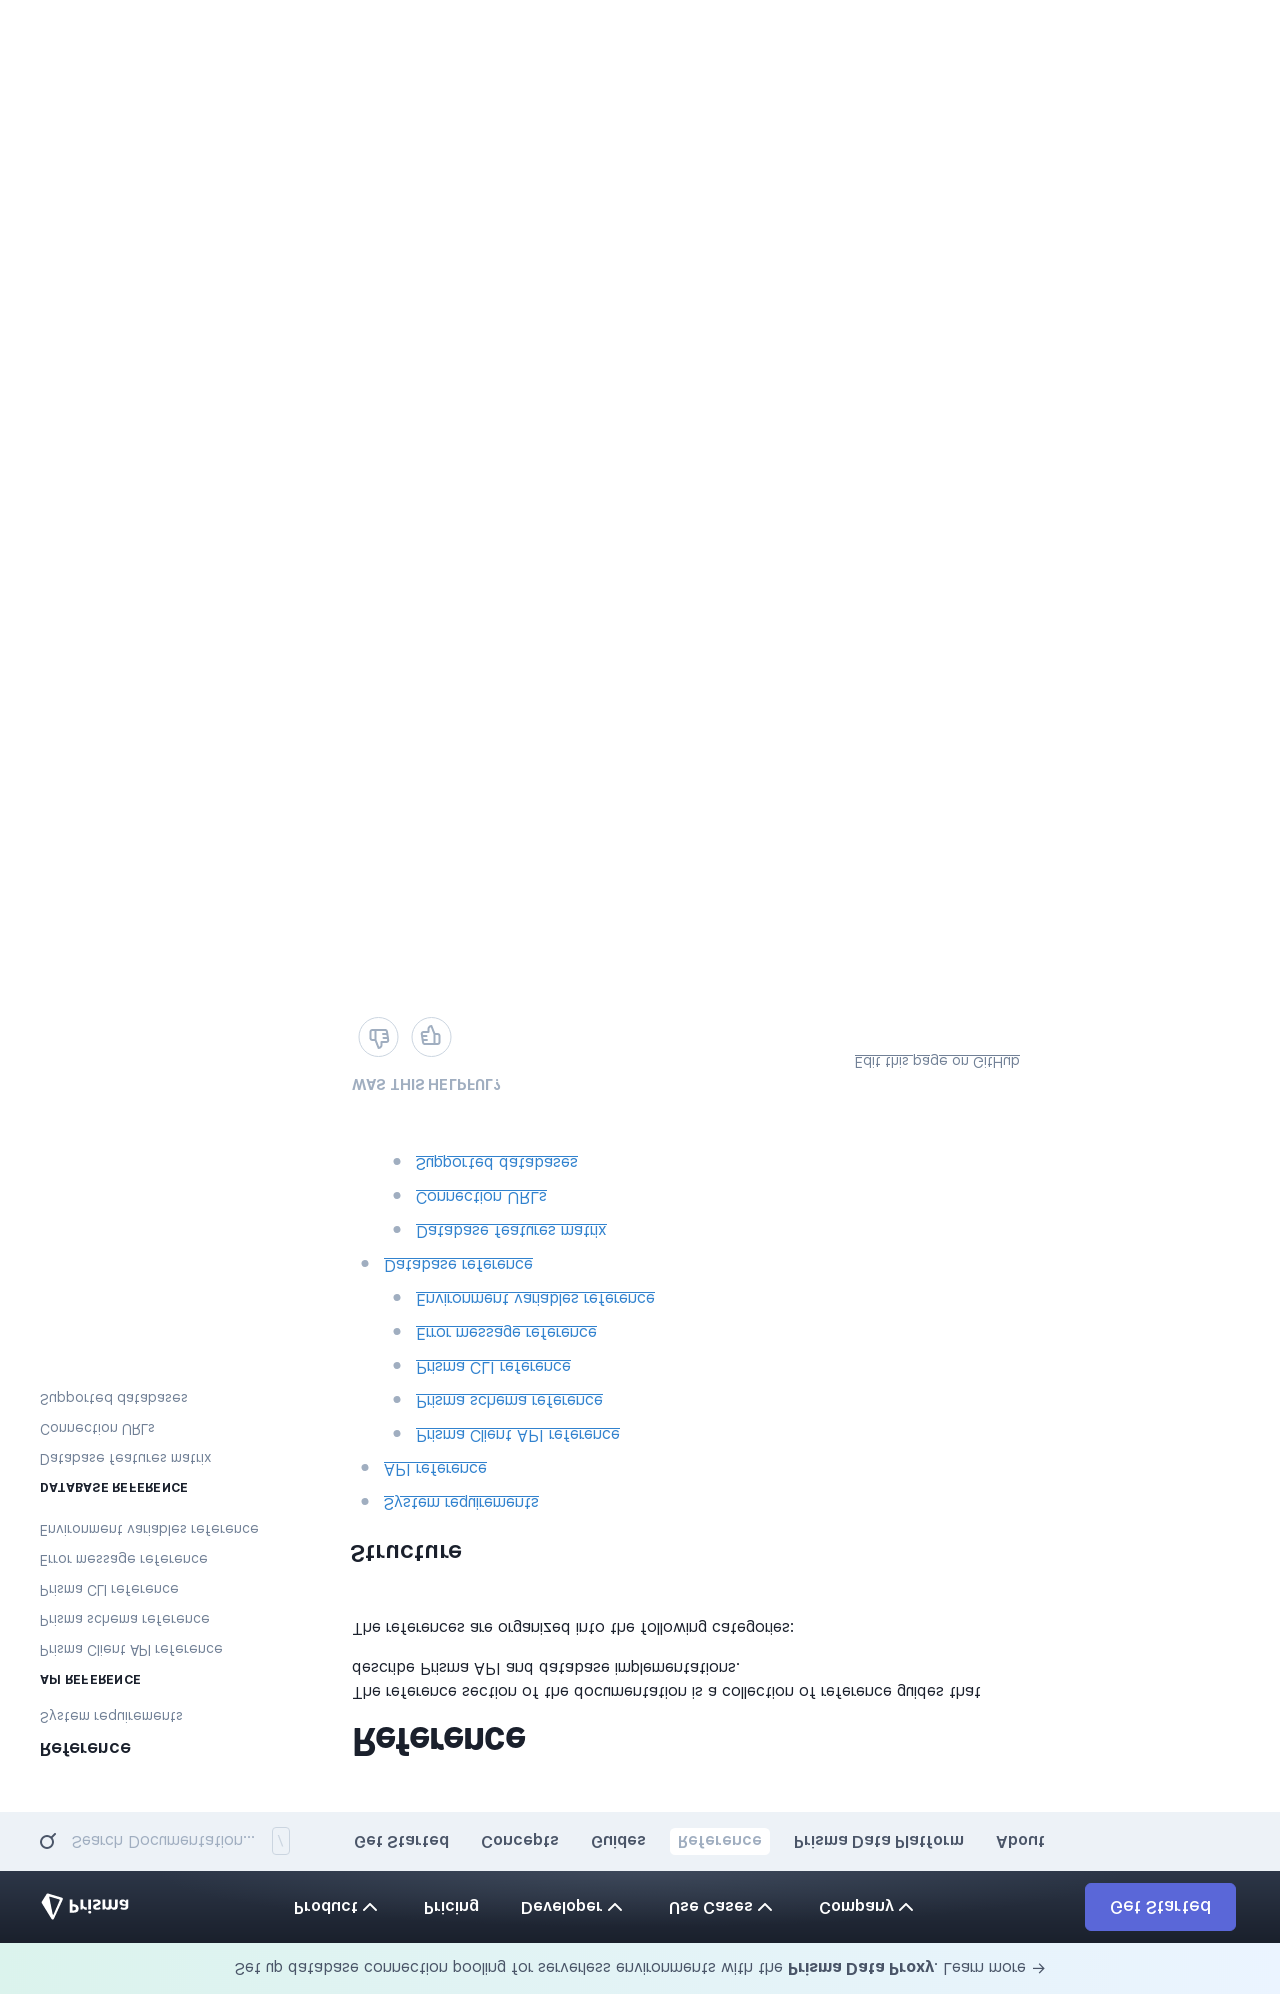 Set up database connection pooling for serverless environments with the Prisma Data Proxy. Learn more →
Prisma
Product
Pricing
Developer
Use Cases
Company
Get Started
Search Documentation...
/
Get Started
Concepts
Guides
Reference
Prisma Data Platform
About
Reference
System requirements
API REFERENCE
Prisma Client API reference
Prisma schema reference
Prisma CLI reference
Error message reference
Environment variables reference
DATABASE REFERENCE
Database features matrix
Connection URLs
Supported databases
Reference
The reference section of the documentation is a collection of reference guides that
describe Prisma API and database implementations.
The references are organized into the following categories:
Structure
System requirements
API reference
Prisma Client API reference
Prisma schema reference
Prisma CLI reference
Error message reference
Environment variables reference
Database reference
Database features matrix
Connection URLs
Supported databases
WAS THIS HELPFUL?
Edit this page on GitHub